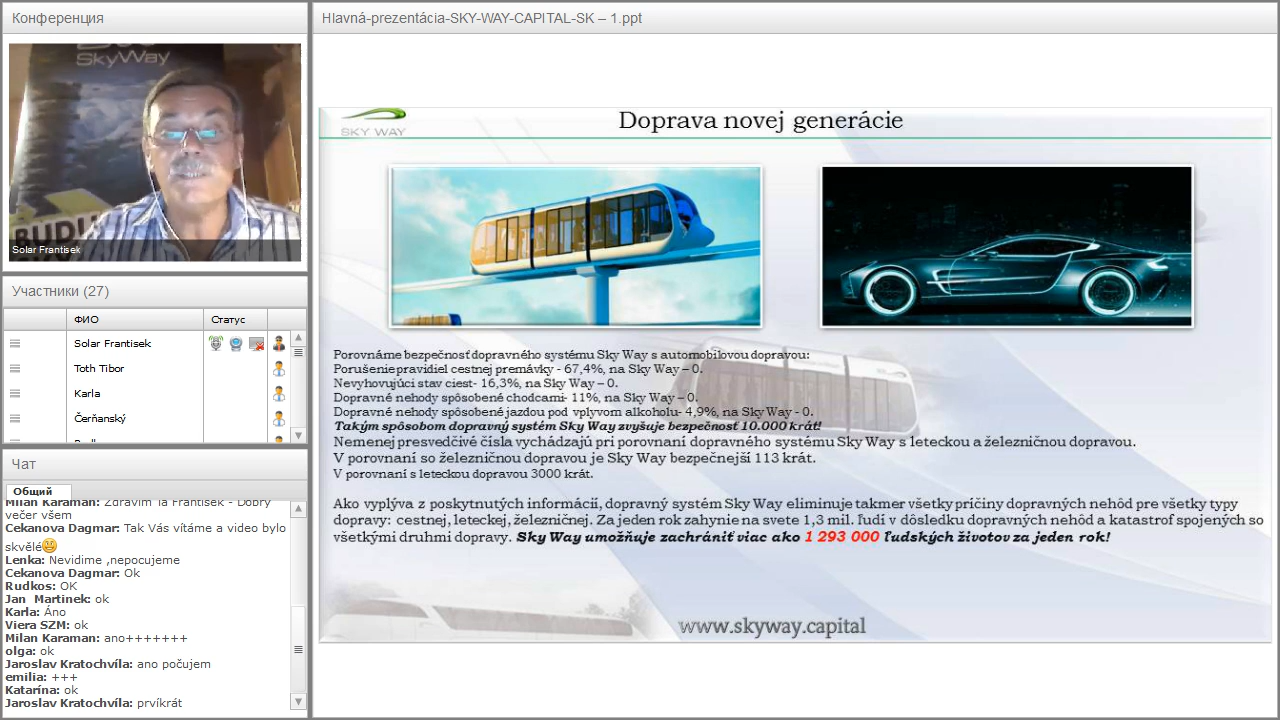 Конференция
SkyWay
BUDU
Solar Frantisek
Участники (27)
ФИО Статус
Solar Frantisek
Toth Tibor
Karla
Čerňanský
Чат
Общий
Milan Karaman: Zdravim Ta Frantisek - Dobrý
večer všem
Cekanova Dagmar: Tak Vás vítáme a video bylo
skvělé
Lenka: Nevidime ,nepocujeme
Cekanova Dagmar: Ok
Rudkos: OK
Jan Martinek: ok
Karla: Áno
Viera SZM: ok
Milan Karaman: ano+++++++
olga: ok
Jaroslav Kratochvíla: ano počujem
emilia: +++
Katarína: ok
Jaroslav Kratochvíla: prvíkrát
Hlavná-prezentácia-SKY-WAY-CAPITAL-SK – 1.ppt
SKY WAY
Doprava novej generácie
Porovnáme bezpečnosť dopravného systému Sky Way s automobilovou dopravou:
Porušenie pravidiel cestnej premávky - 67,4%, na Sky Way – 0.
Nevyhovujúci stav ciest- 16,3%, na Sky Way – 0.
Dopravné nehody spôsobené chodcami- 11%, na Sky Way – 0.
Dopravné nehody spôsobené jazdou pod vplyvom alkoholu- 4,9%, na Sky Way - 0.
Takým spôsobom dopravný systém Sky Way zvyšuje bezpečnosť 10.000 krát!
Nemenej presvedčivé čísla vychádzajú pri porovnaní dopravného systému Sky Way s leteckou a železničnou dopravou.
V porovnaní so železničnou dopravou je Sky Way bezpečnejší 113 krát.
V porovnaní s leteckou dopravou 3000 krát.
Ako vyplýva z poskytnutých informácií, dopravný systém Sky Way eliminuje takmer všetky príčiny dopravných nehôd pre všetky typy
dopravy: cestnej, leteckej, železničnej. Za jeden rok zahynie na svete 1,3 mil. ľudí v dôsledku dopravných nehôd a katastrof spojených so
všetkými druhmi dopravy. Sky Way umožňuje zachrániť viac ako 1 293 000 ľudských životov za jeden rok!
www.skyway.capital